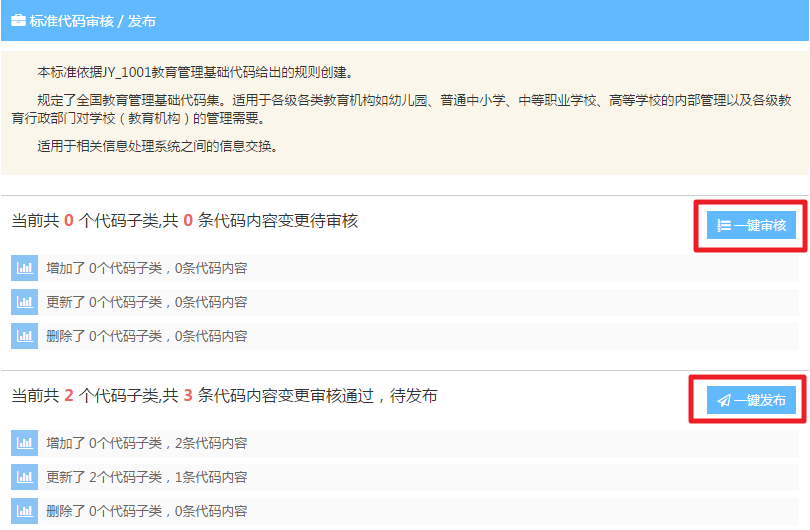 标准代码审核 / 发布
本标准依据JY_1001教育管理基础代码给出的规则创建。
规定了全国教育管理基础代码集。适用于各级各类教育机构如幼儿园、普通中小学、中等职业学校、高等学校的内部管理以及各级教
育行政部门对学校（教育机构）的管理需要。
适用于相关信息处理系统之间的信息交换。
当前共 0 个代码子类,共 0 条代码内容变更待审核
一键审核
增加了 0个代码子类，0条代码内容
更新了 0个代码子类，0条代码内容
删除了 0个代码子类，0条代码内容
当前共 2 个代码子类,共 3 条代码内容变更审核通过，待发布
一键发布
增加了 0个代码子类，2条代码内容
更新了 2个代码子类，1条代码内容
删除了 0个代码子类，0条代码内容